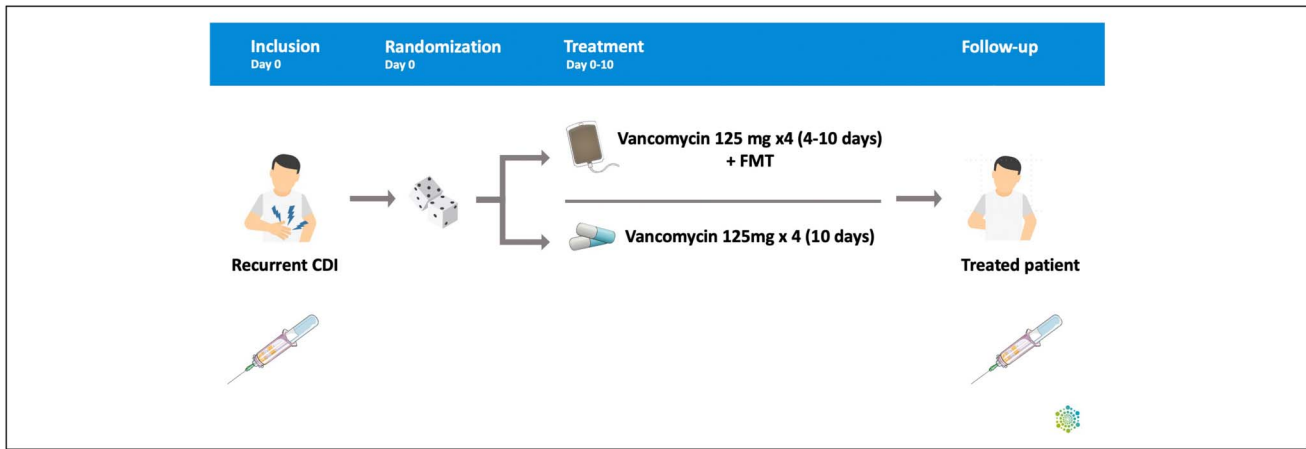 Inclusion
Day 0
Randomization
Day 0
Treatment
Day 0-10
Follow-up
Vancomycin 125 mg x4 (4-10 days)
+ FMT
Vancomycin 125mg x 4 (10 days)
Recurrent CDI
Treated patient